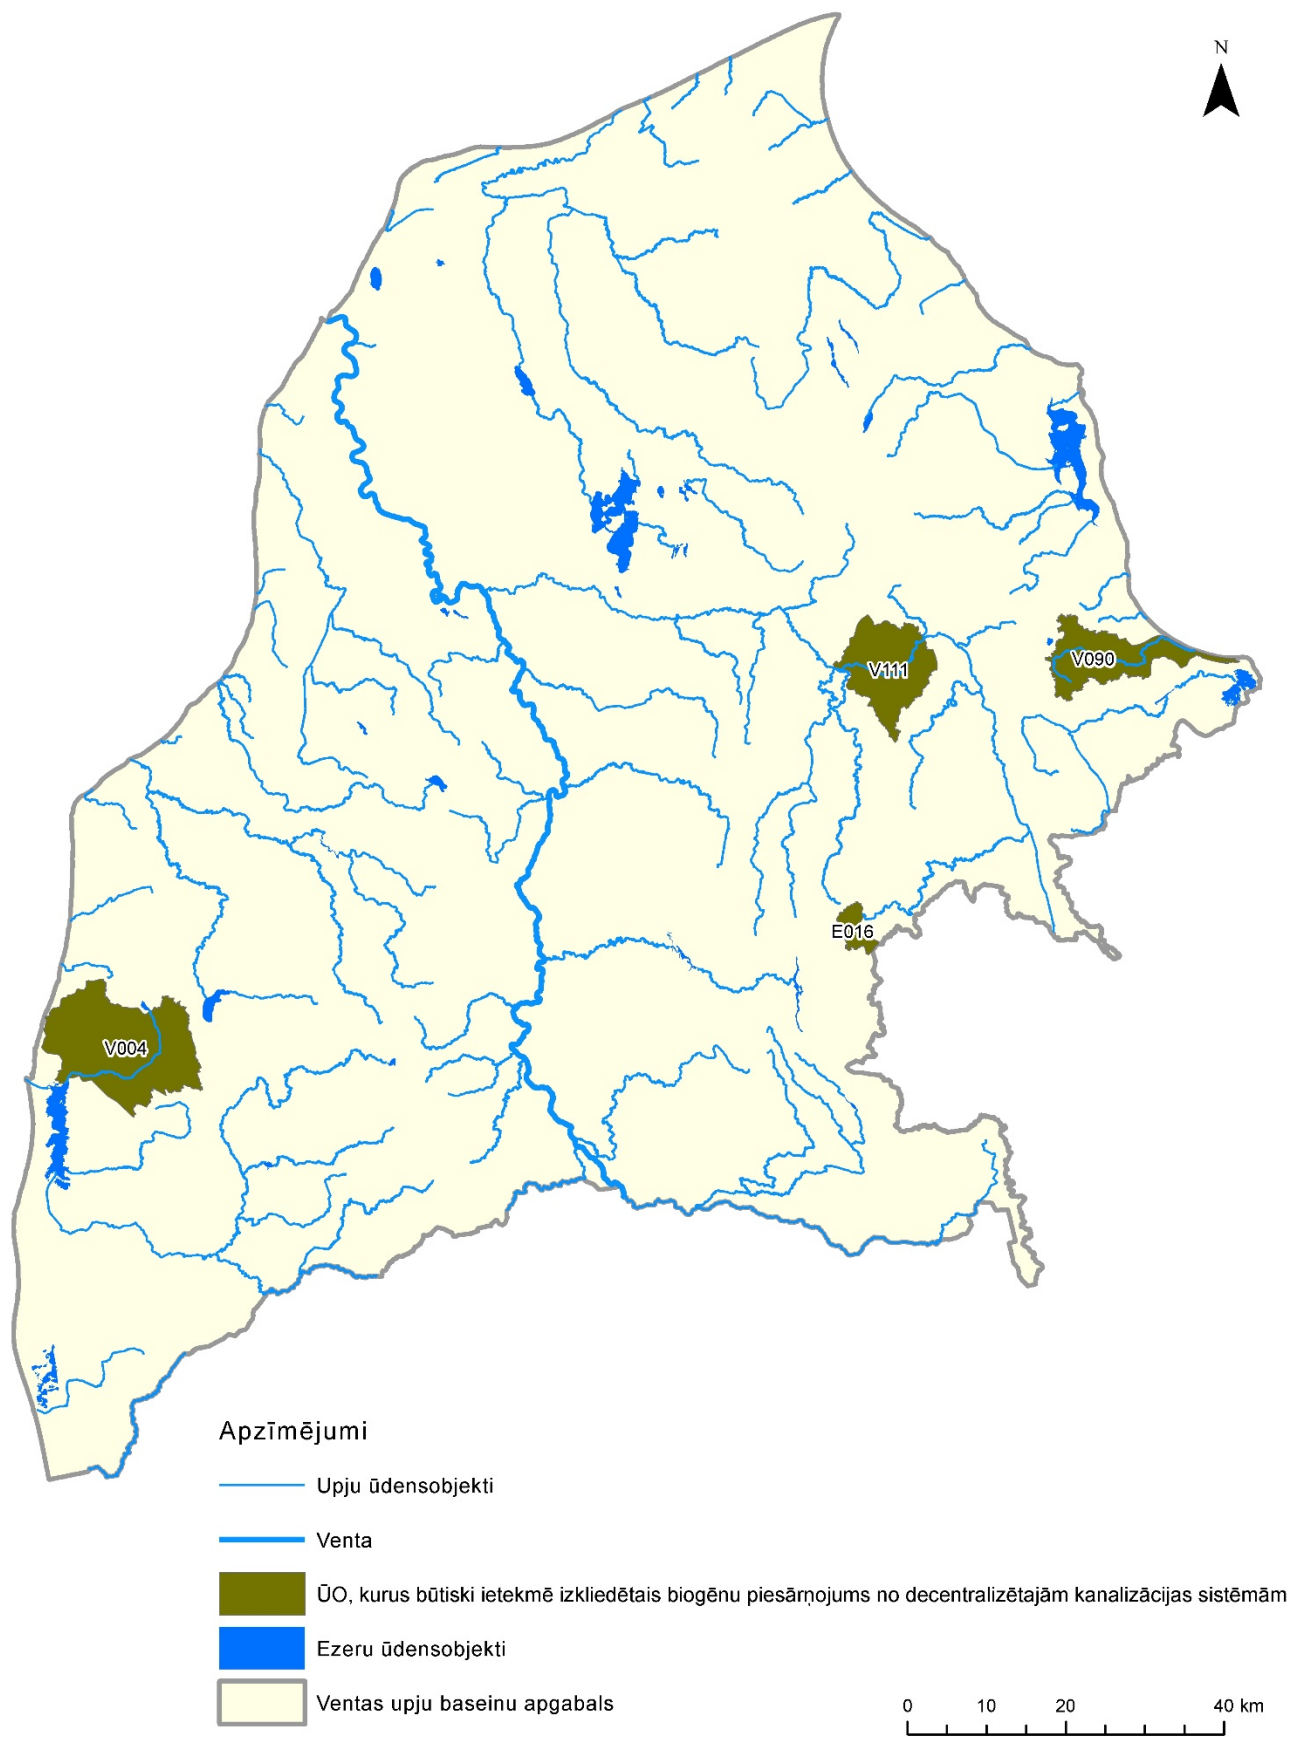 N
V111
V090
E016
V004
Apzīmējumi
Upju ūdensobjekti
Venta
ŪO, kurus būtiski ietekmē izkliedētais biogēnu piesārņojums no decentralizētajām kanalizācijas sistēmām
Ezeru ūdensobjekti
Ventas upju baseinu apgabals
0 10 20 40 km